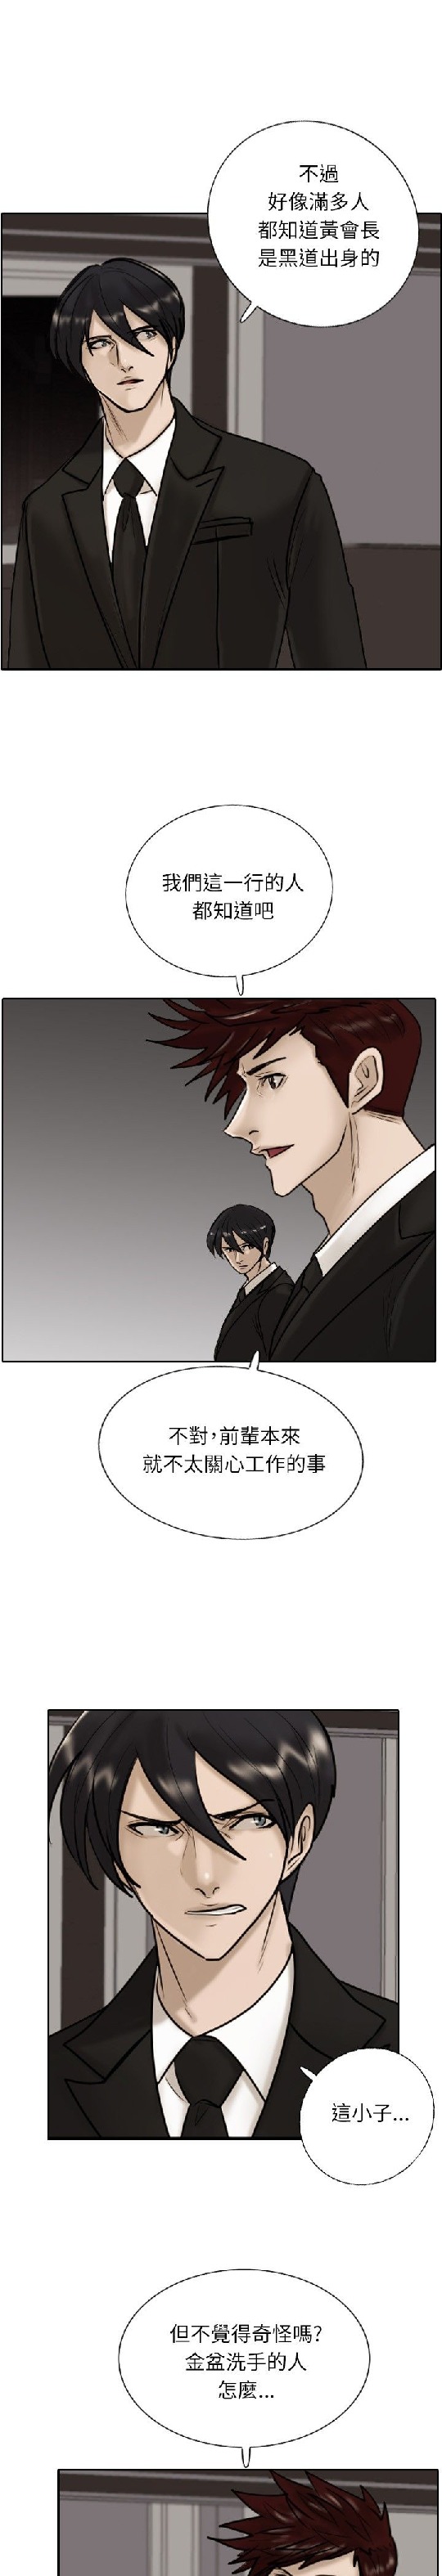 不過
好像滿多人
都知道黃會長
是黑道出身的
我們這一行的人
都知道吧
不對,前輩本來
就不太關心工作的事
這小子...
但不覺得奇怪嗎?
金盆洗手的人
怎麼...